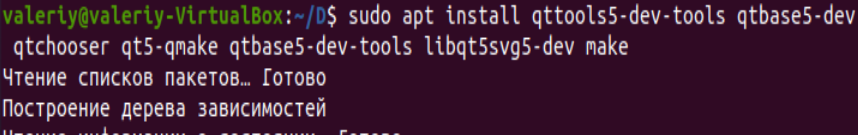 valeriy@valeriy-VirtualBox:~/D$ sudo apt install qttools5-dev-tools qtbase5-dev
qtchooser qt5-qmake qtbase5-dev-tools libqt5svg5-dev make
Чтение списков пакетов… Готово
Построение дерева зависимостей